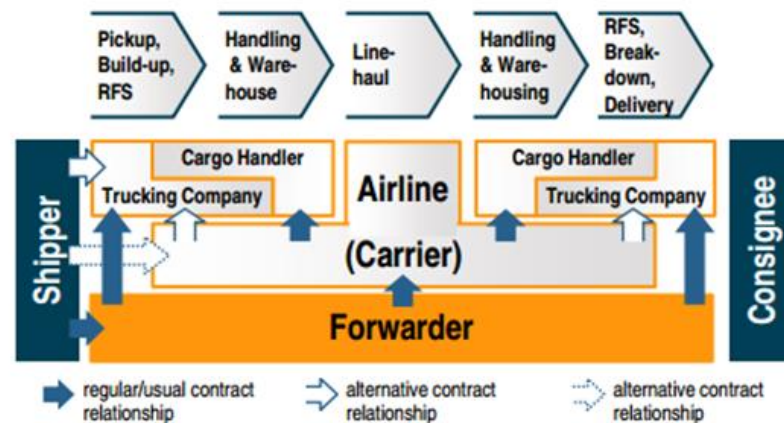 Pickup,
Build-up,
RFS
Handling
& Ware-
house
Line-
haul
Handling
& Ware-
housing
RFS,
Break-
down,
Delivery
Shipper
Cargo Handler
Trucking Company
Airline
(Carrier)
Cargo Handler
Trucking Company
Forwarder
Consignee
regular/usual contract
relationship
alternative contract
relationship
alternative contract
relationship